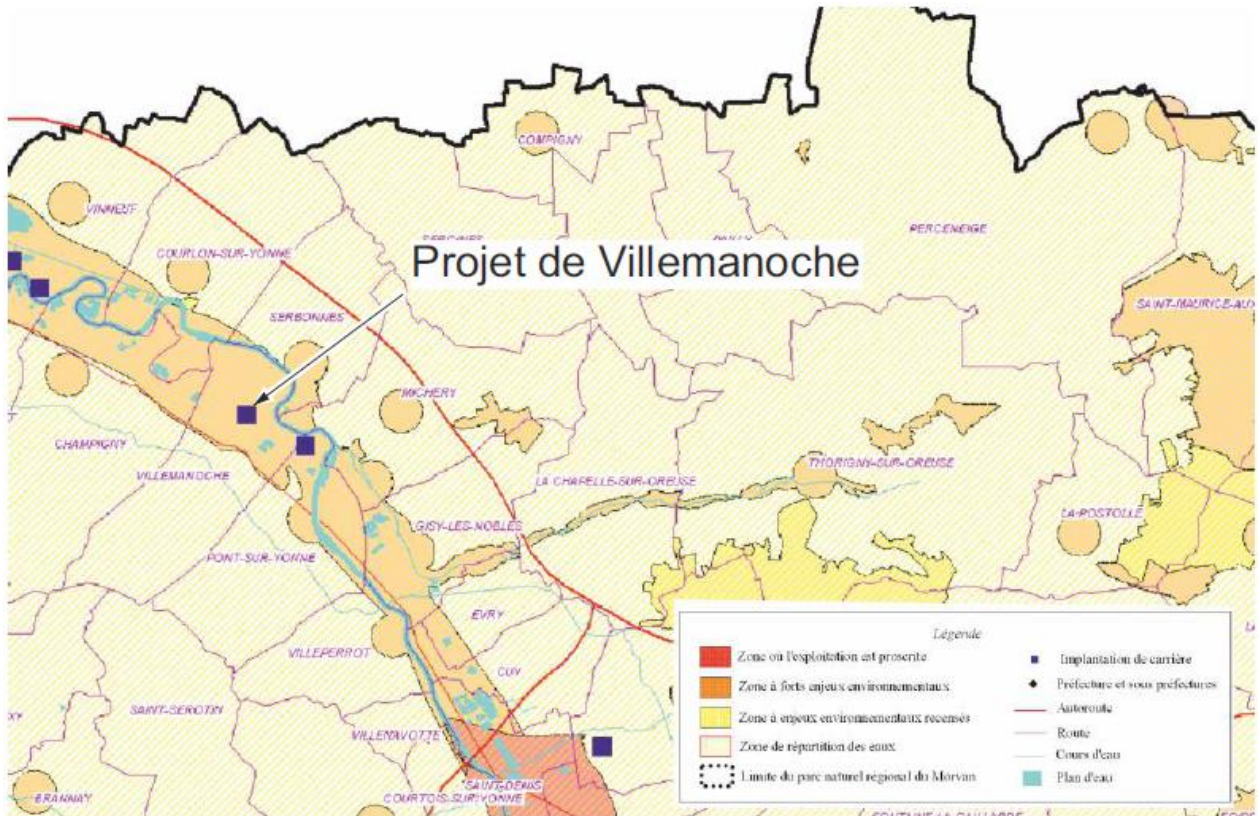 COMPIGNY
VINNEUF
PERCENEIGE
COURLON-SUR-YONNE
Projet de Villemanoche
SAINT-MAURICE-AUX
SERBONNES
MICHERY
CHAMPIGNY
VILLEMANOCHE
THORIGNY-SUR-OREUSE
LA CHAPELLE-SUR-OREUSE
LA POSTOLLE
GISY-LES-NOBLES
PONT-SUR-YONNE
EVRY
VILLEPERROT
CUY
SAINT-SEROTIN
VILLENAVOTTE
SAINT-DENIS
COURTOIS-SUR-YONNE
BRANNAY
Légende
Zone où l'exploitation est proscrite
Zone à forts enjeux environnementaux
Zone à enjeux environnementaux recensés
Zone de répartition des eaux
Limite du parc naturel régional du Morvan
Implantation de carrière
Préfecture et sous préfectures
Autoroute
Route
Cours d'eau
Plan d'eau